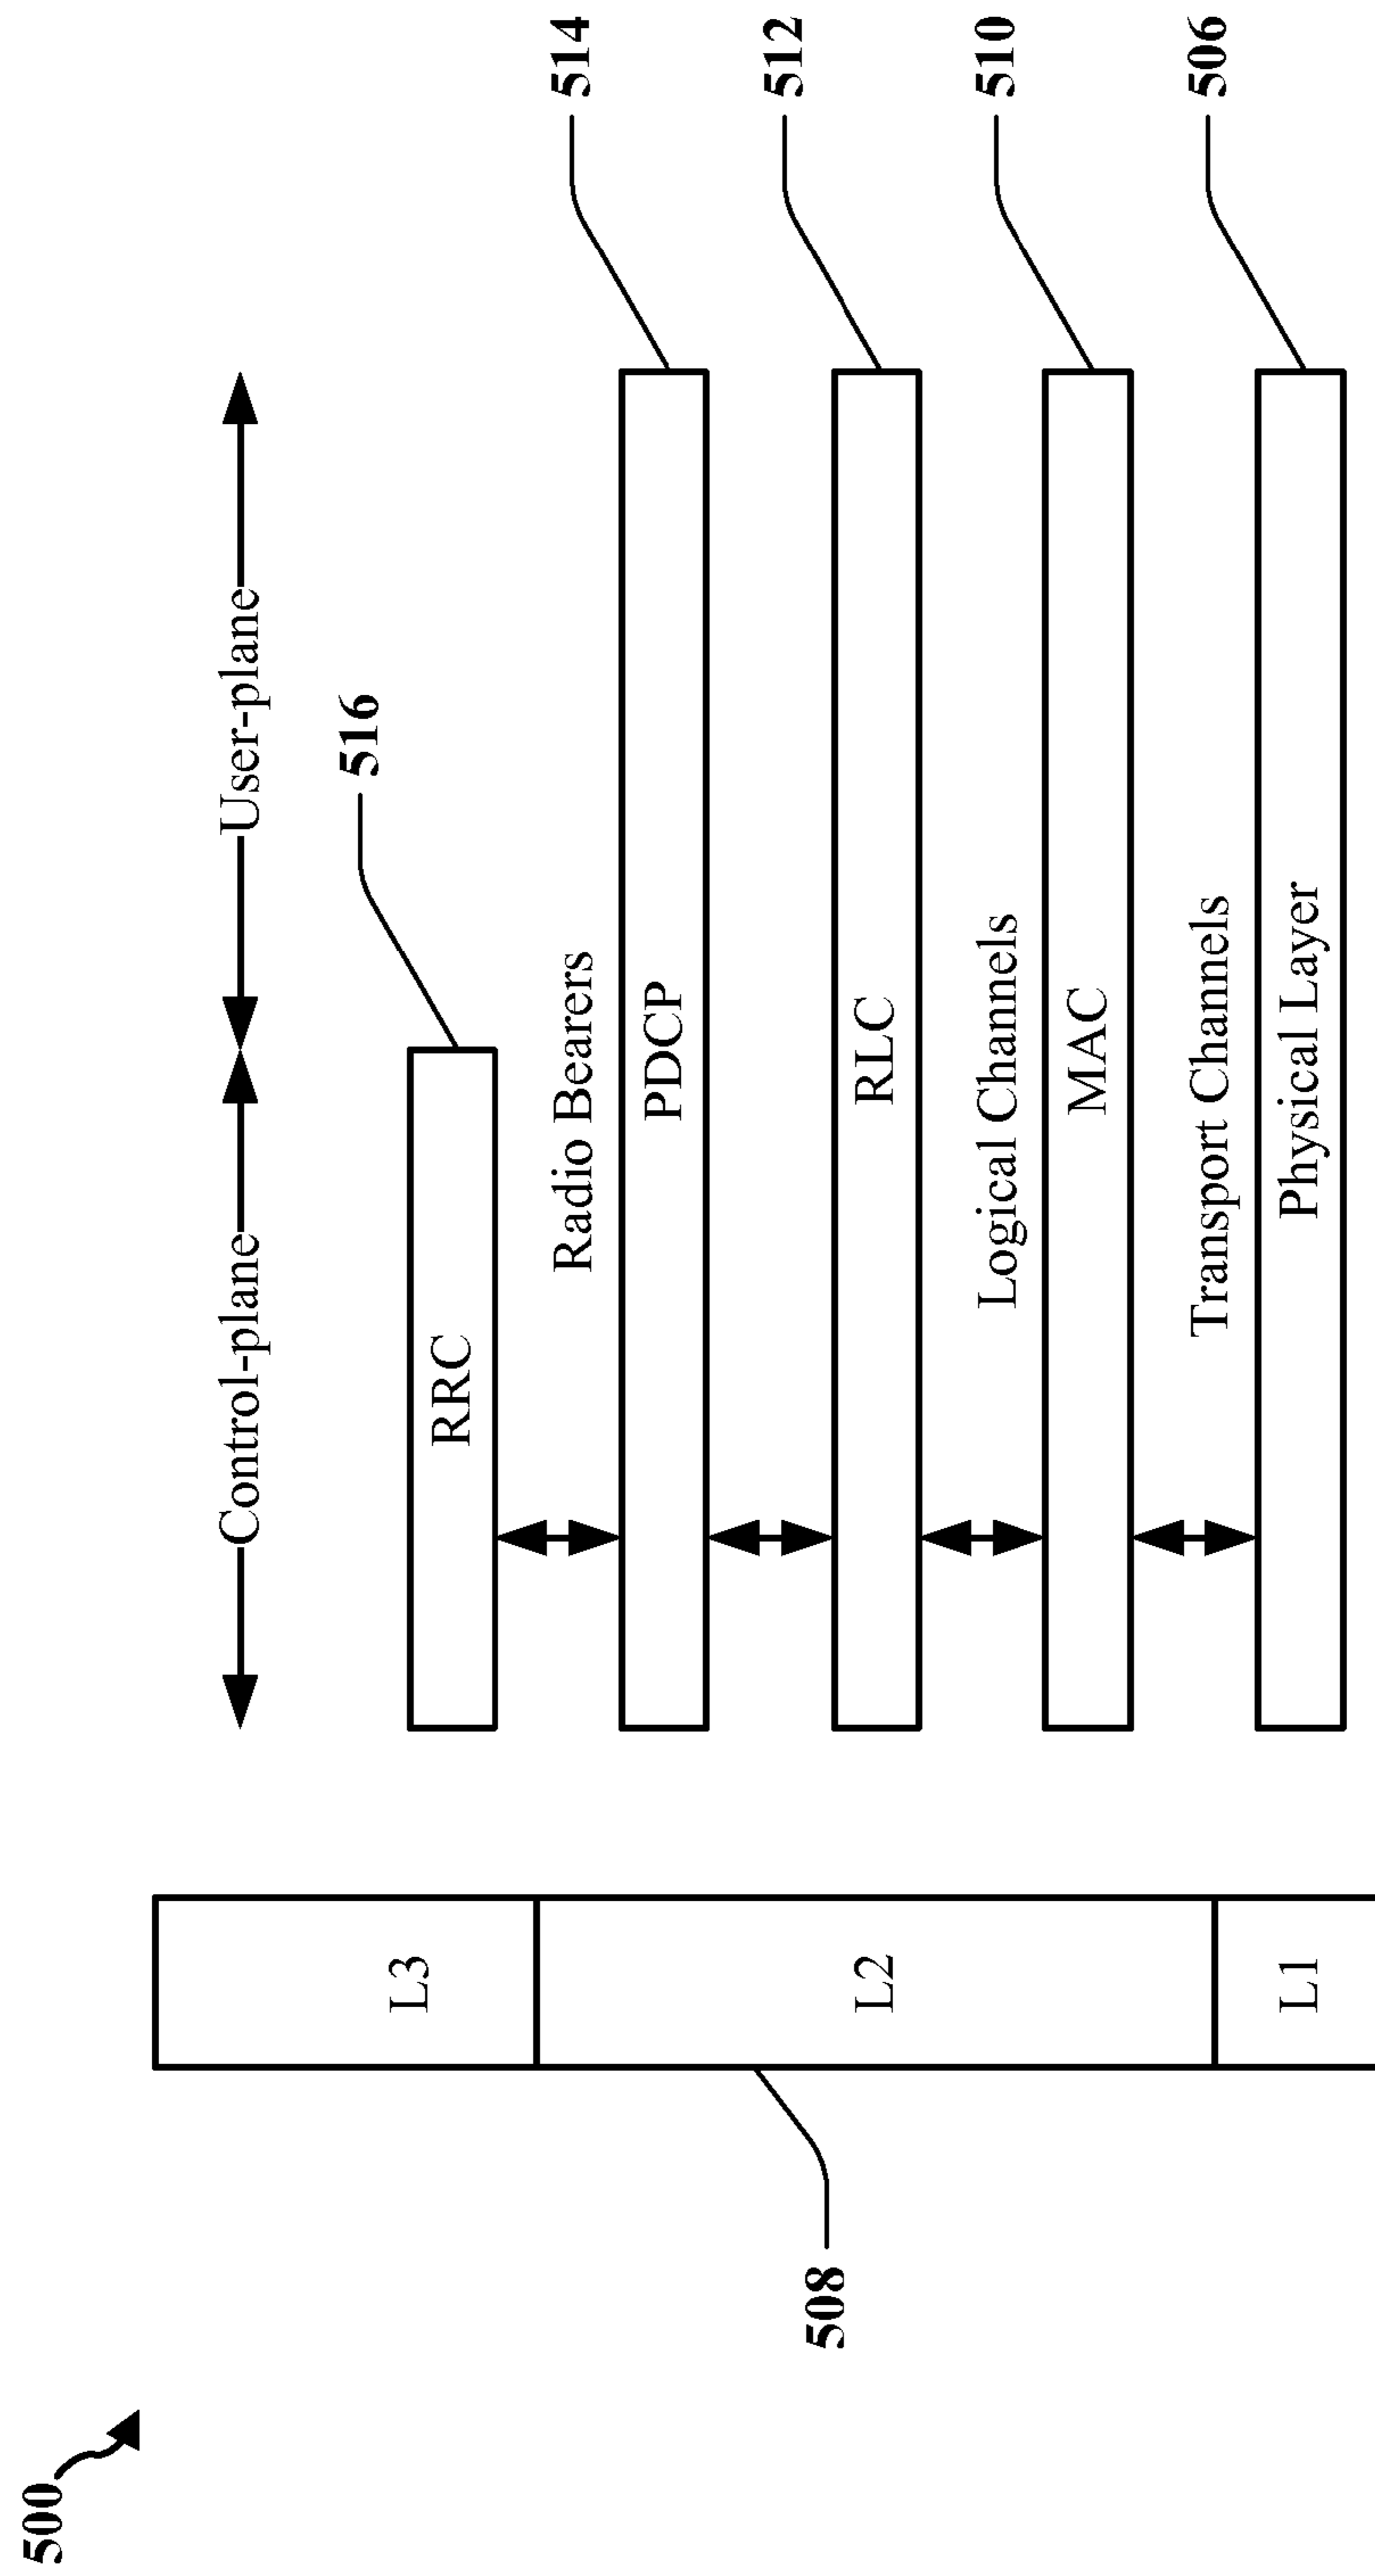 500
Control-plane
User-plane
516
RRC
L3
Radio Bearers
514
PDCP
512
RLC
508
L2
Logical Channels
510
MAC
Transport Channels
506
Physical Layer
L1